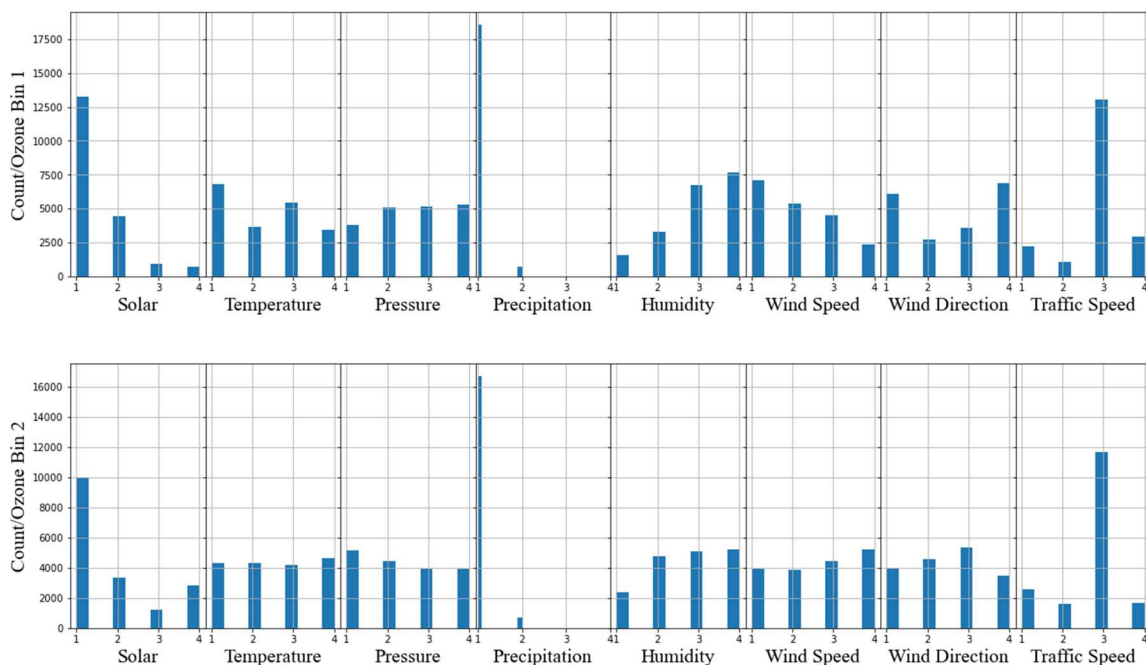 Count/Ozone Bin 1
17500
15000
12500
10000
7500
5000
2500
0
1 2 3 4 1 2 3 4 1 2 3 4 1 2 3 4 1 2 3 4 1 2 3 4 1 2 3 4 1 2 3 4
Solar Temperature Pressure Precipitation Humidity Wind Speed Wind Direction Traffic Speed
Count/Ozone Bin 2
16000
14000
12000
10000
8000
6000
4000
2000
0
1 2 3 4 1 2 3 4 1 2 3 4 1 2 3 4 1 2 3 4 1 2 3 4 1 2 3 4 1 2 3 4
Solar Temperature Pressure Precipitation Humidity Wind Speed Wind Direction Traffic Speed